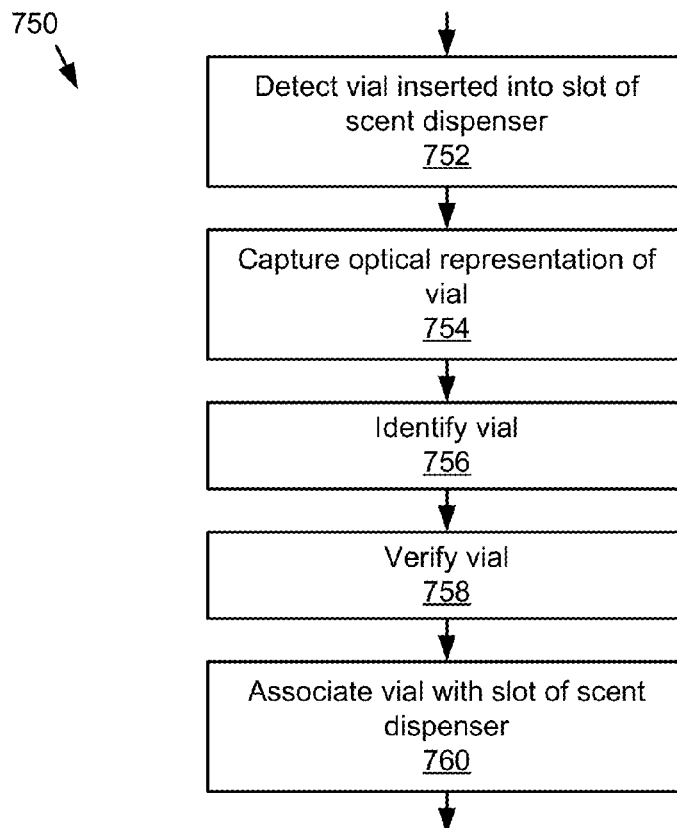 750
Detect vial inserted into slot of
scent dispenser
752
Capture optical representation of
vial
754
Identify vial
756
Verify vial
758
Associate vial with slot of scent
dispenser
760